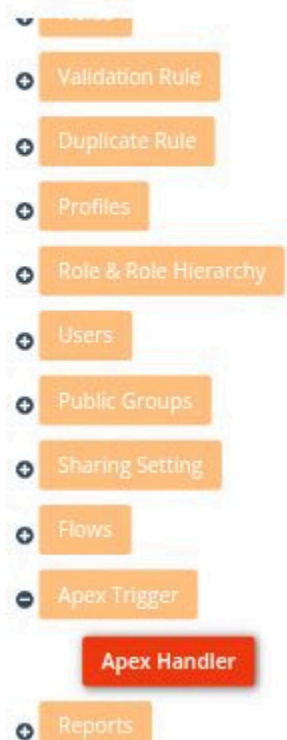 Validation Rule
Duplicate Rule
Profiles
Role & Role Hierarchy
Users
Public Groups
Sharing Setting
Flows
Apex Trigger
Apex Handler
Reports